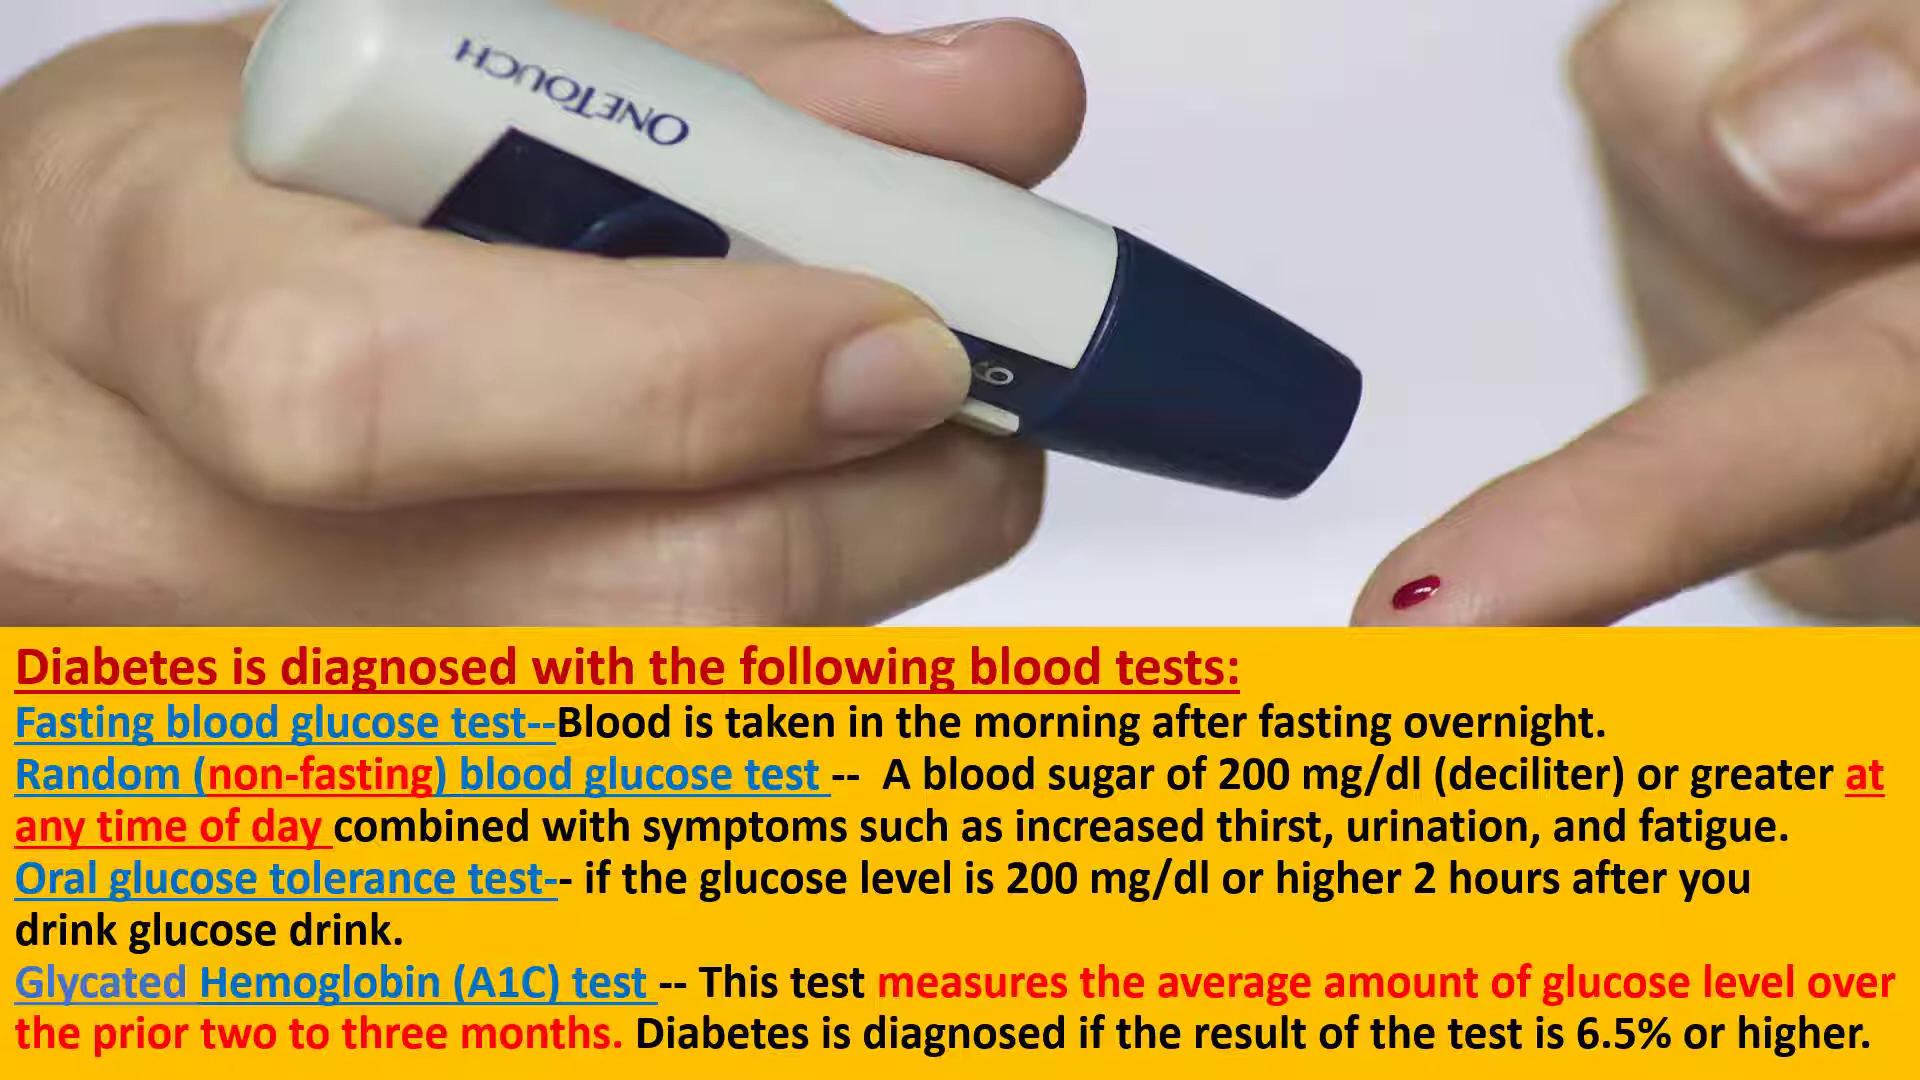 ONETOUCH
6
Diabetes is diagnosed with the following blood tests:
Fasting blood glucose test--Blood is taken in the morning after fasting overnight.
Random (non-fasting) blood glucose test -- A blood sugar of 200 mg/dl (deciliter) or greater at
any time of day combined with symptoms such as increased thirst, urination, and fatigue.
Oral glucose tolerance test-- if the glucose level is 200 mg/dl or higher 2 hours after you
drink glucose drink.
Glycated Hemoglobin (A1C) test -- This test measures the average amount of glucose level over
the prior two to three months. Diabetes is diagnosed if the result of the test is 6.5% or higher.